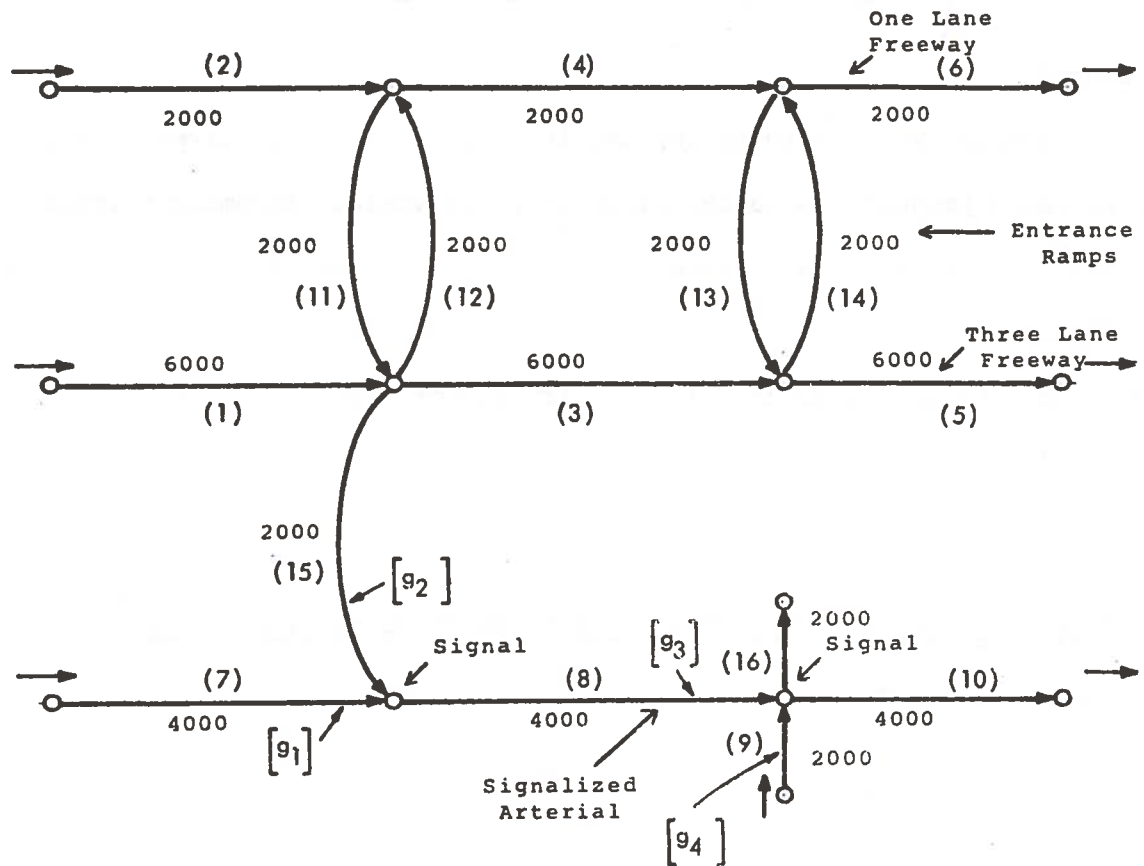 One Lane
Freeway
(2)
(4)
(6)
2000
2000
2000
2000
2000
2000
2000
Entrance
Ramps
(11)
(12)
(13)
(14)
6000
6000
6000
Three Lane
Freeway
(1)
(3)
(5)
2000
(15)
[g2]
Signal
[g3]
2000
Signal
(16)
(7)
(8)
(10)
4000
4000
4000
[g1]
(9)
2000
Signalized
Arterial
[g4]